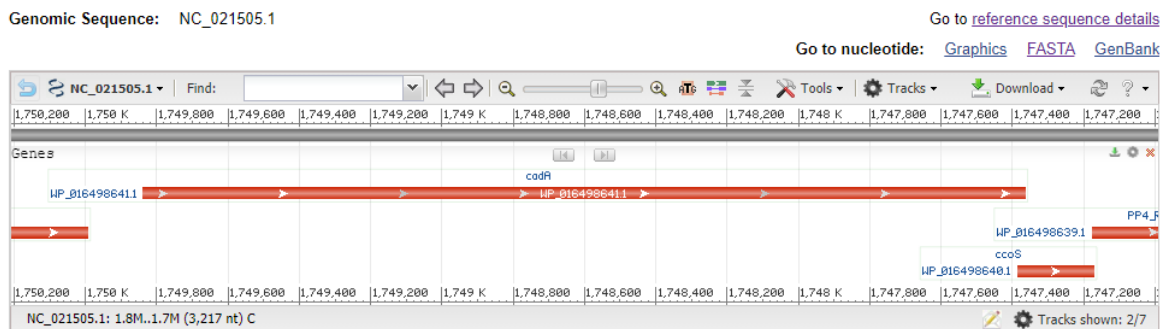 Genomic Sequence: NC_021505.1 Go to reference sequence details
Go to nucleotide: Graphics FASTA GenBank
NC_021505.1 Find: ATG Tools Tracks Download ?
1,750,200 1,750 K 1,749,800 1,749,600 1,749,400 1,749,200 1,749 K 1,748,800 1,748,600 1,748,400 1,748,200 1,748 K 1,747,800 1,747,600 1,747,400 1,747,200
Genes
cadA
WP_016498641.1 WP_016498641.1
PP4_R
WP_016498639.1
ccoS
WP_016498640.1
1,750,200 1,750 K 1,749,800 1,749,600 1,749,400 1,749,200 1,749 K 1,748,800 1,748,600 1,748,400 1,748,200 1,748 K 1,747,800 1,747,600 1,747,400 1,747,200
NC_021505.1: 1.8M..1.7M (3,217 nt) C Tracks shown: 2/7